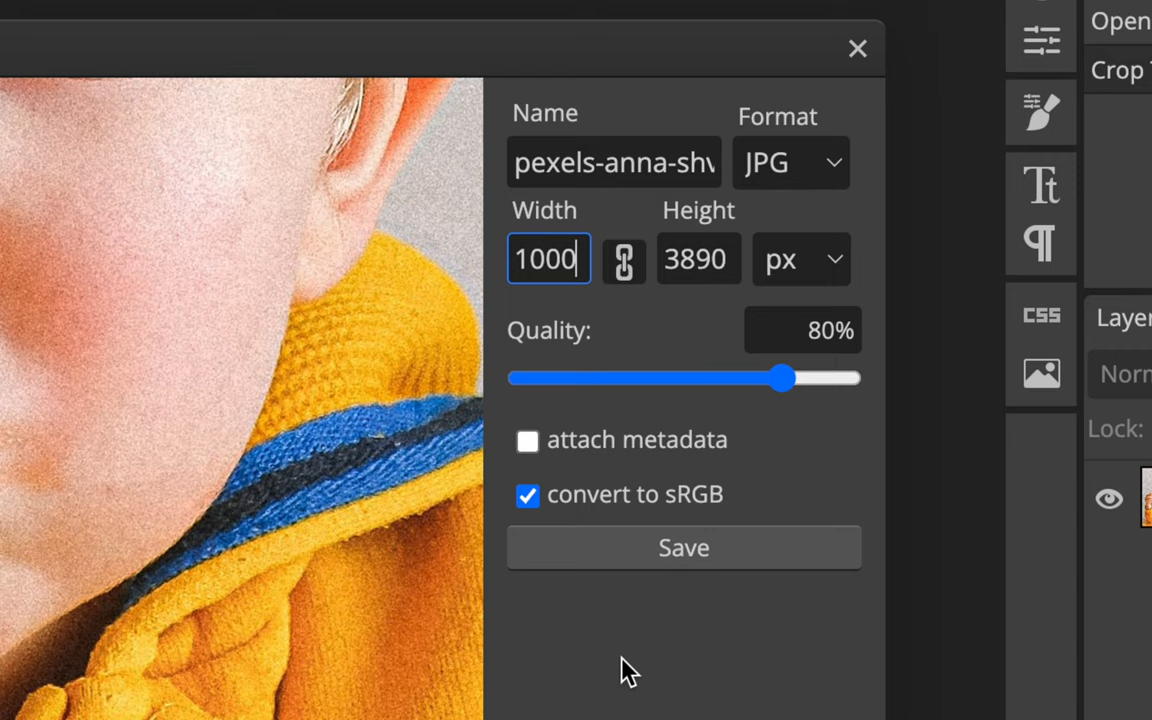 Name
Format
pexels-anna-shv
JPG
Width
Height
1000
3890
px
Quality:
80%
attach metadata
convert to sRGB
Save
Open
Crop
Tt
¶
CSS
Layer
Norm
Lock: